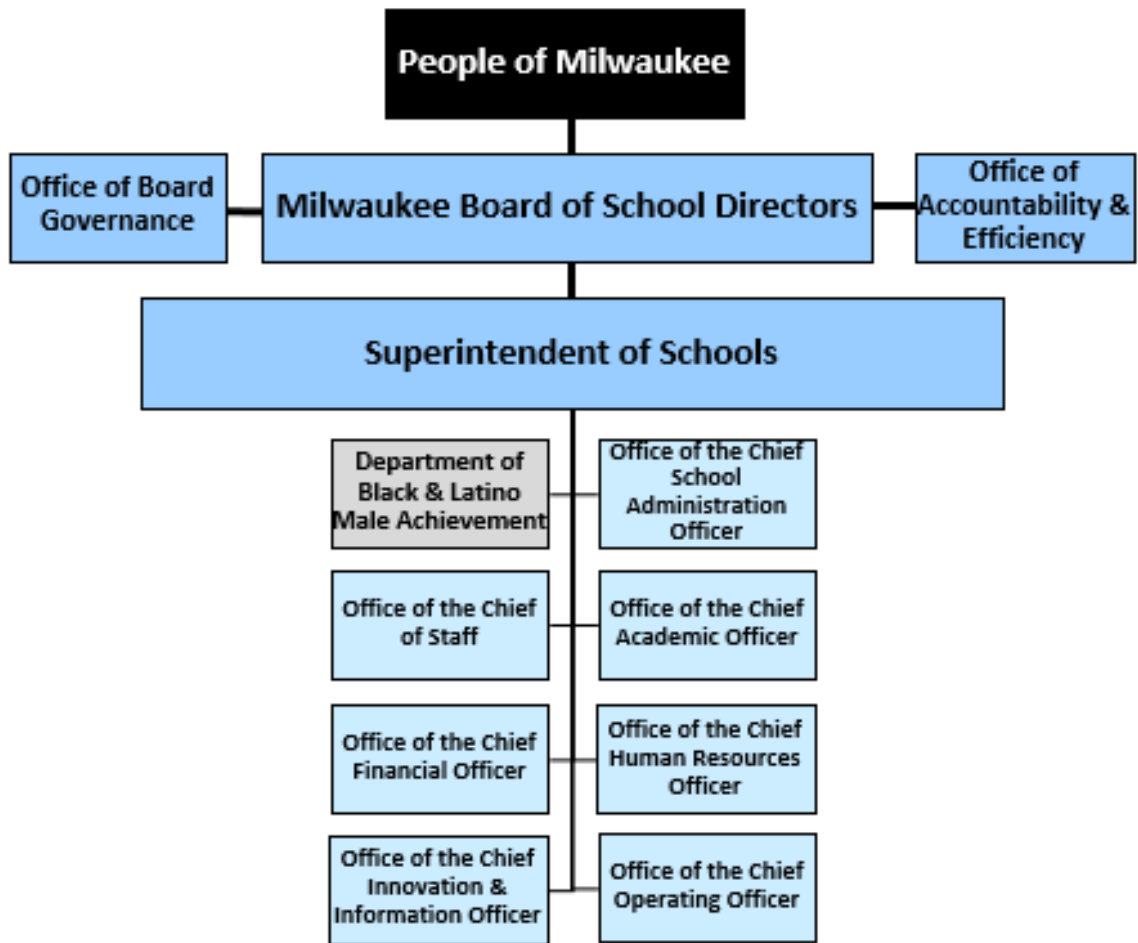 People of Milwaukee
Office of Board
Governance
Milwaukee Board of School Directors
Office of
Accountability &
Efficiency
Superintendent of Schools
Department of
Black & Latino
Male Achievement
Office of the Chief
School
Administration
Officer
Office of the Chief
of Staff
Office of the Chief
Academic Officer
Office of the Chief
Financial Officer
Office of the Chief
Human Resources
Officer
Office of the Chief
Innovation &
Information Officer
Office of the Chief
Operating Officer